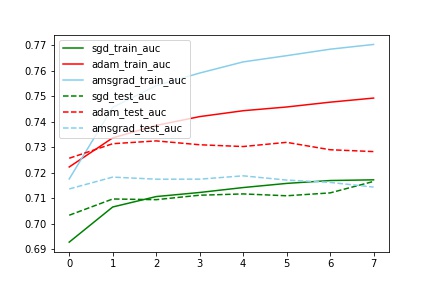 0.77
0.76
0.75
0.74
0.73
0.72
0.71
0.70
0.69
sgd_train_auc
adam_train_auc
amsgrad_train_auc
sgd_test_auc
adam_test_auc
amsgrad_test_auc
0 1 2 3 4 5 6 7